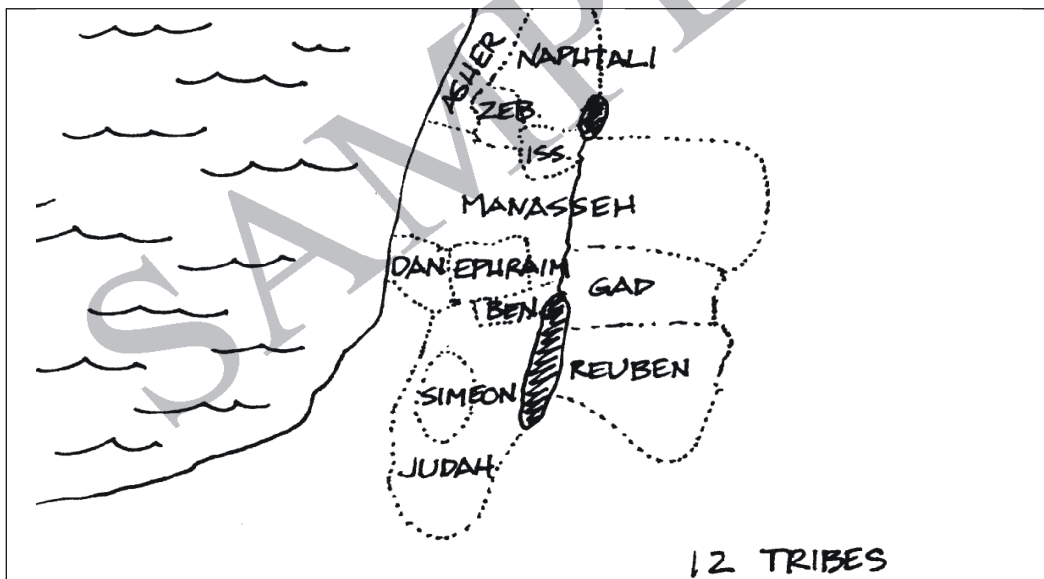 ASHER
NAPHTALI
ZEB
ISS
MANASSEH
DAN
EPHRAIM
GAD
BEN
REUBEN
SIMEON
JUDAH
12 TRIBES
SAMPLE